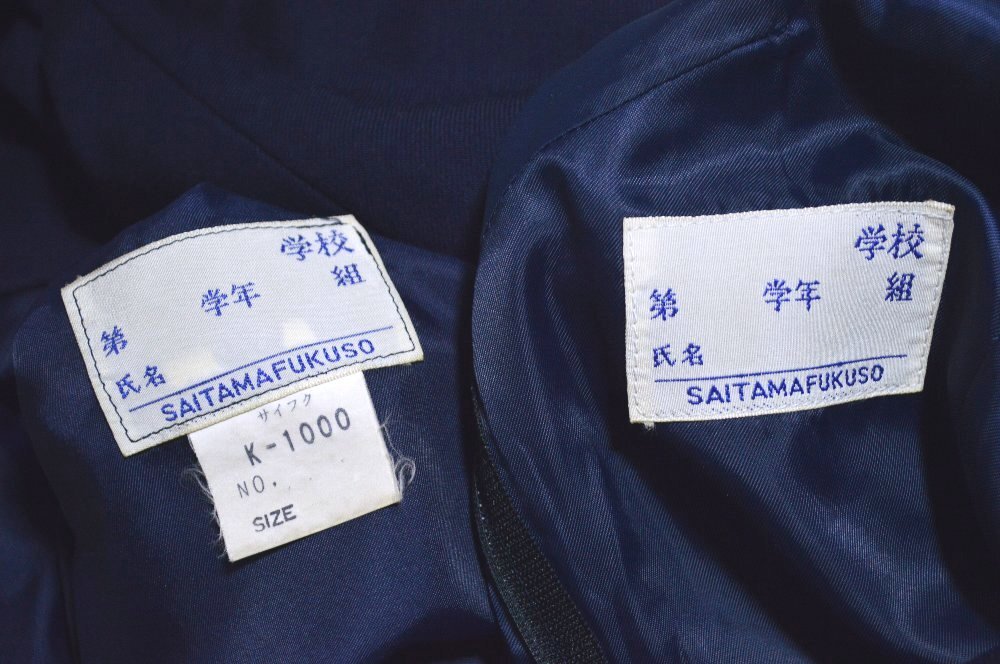 学校
第 学年 組
氏名
SAITAMAFUKUSO
サイフク
K-1000
NO.
SIZE
学校
第 学年 組
氏名
SAITAMAFUKUSO